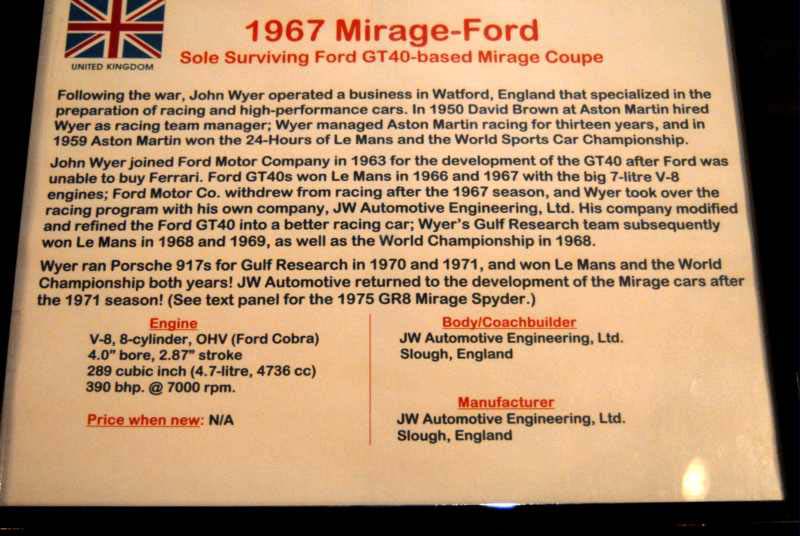 UNITED KINGDOM
1967 Mirage-Ford
Sole Surviving Ford GT40-based Mirage Coupe
Following the war, John Wyer operated a business in Watford, England that specialized in the
preparation of racing and high-performance cars. In 1950 David Brown at Aston Martin hired
Wyer as racing team manager; Wyer managed Aston Martin racing for thirteen years, and in
1959 Aston Martin won the 24-Hours of Le Mans and the World Sports Car Championship.
John Wyer joined Ford Motor Company in 1963 for the development of the GT40 after Ford was
unable to buy Ferrari. Ford GT40s won Le Mans in 1966 and 1967 with the big 7-litre V-8
engines; Ford Motor Co. withdrew from racing after the 1967 season, and Wyer took over the
racing program with his own company, JW Automotive Engineering, Ltd. His company modified
and refined the Ford GT40 into a better racing car; Wyer's Gulf Research team subsequently
won Le Mans in 1968 and 1969, as well as the World Championship in 1968.
Wyer ran Porsche 917s for Gulf Research in 1970 and 1971, and won Le Mans and the World
Championship both years! JW Automotive returned to the development of the Mirage cars after
the 1971 season! (See text panel for the 1975 GR8 Mirage Spyder.)
Engine
V-8, 8-cylinder, OHV (Ford Cobra)
4.0" bore, 2.87" stroke
289 cubic inch (4.7-litre, 4736 cc)
390 bhp. @ 7000 rpm.
Price when new: N/A
Body/Coachbuilder
JW Automotive Engineering, Ltd.
Slough, England
Manufacturer
JW Automotive Engineering, Ltd.
Slough, England